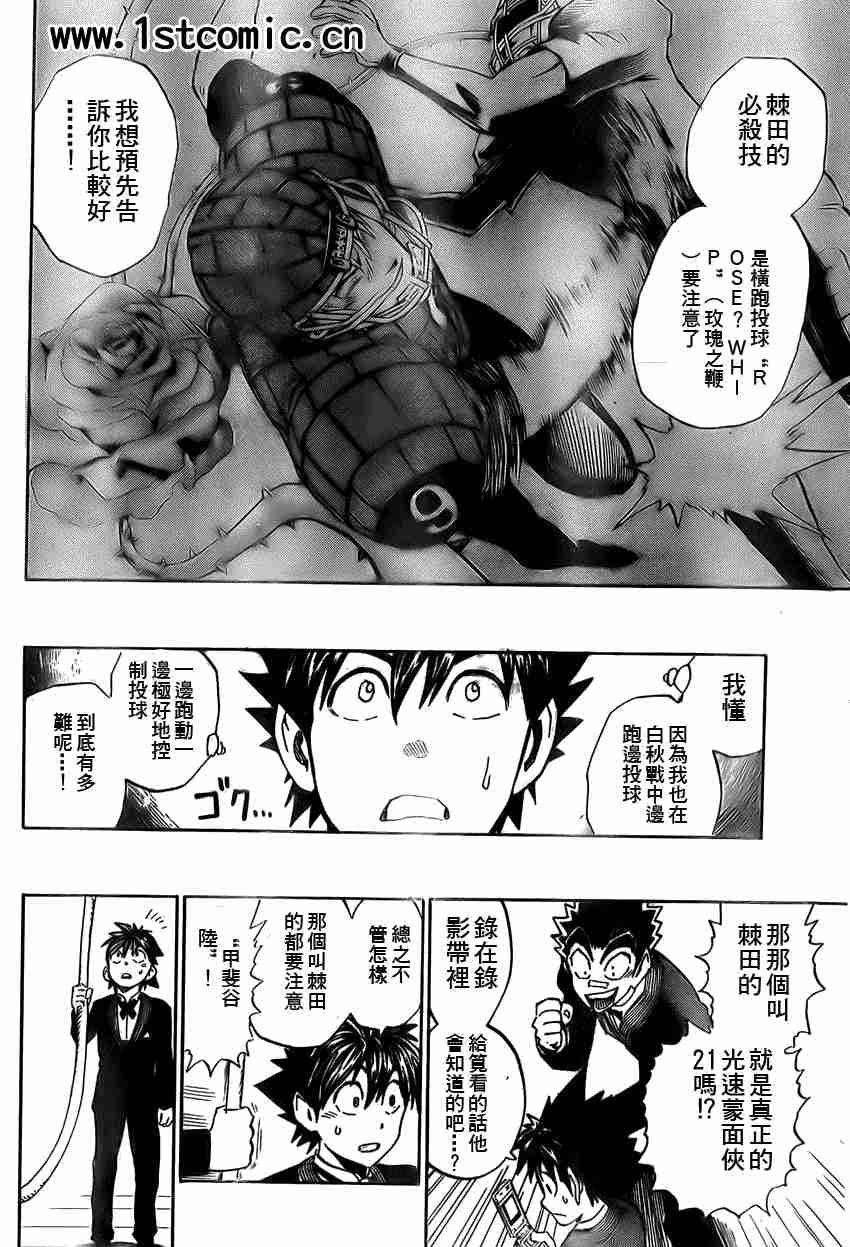 www.1stcomic.cn
棘田的
必殺技
是橫跑投球“R
OSE？WHI
P”（玫瑰之鞭
）要注意了
我想預先告
訴你比較好
……！
9
我懂
因為我也在
白秋戰中邊
跑邊投球
一邊跑動一
邊極好地控
制投球
到底有多
難呢…！
ゴク…
那那個叫
棘田的
就是真正的
光速蒙面俠
21嗎!?
錄在錄
影帶裡
給筧看的話他
會知道的吧……?
總之不
管怎樣
那個叫棘田
的都要注意
“甲斐谷
陸”！